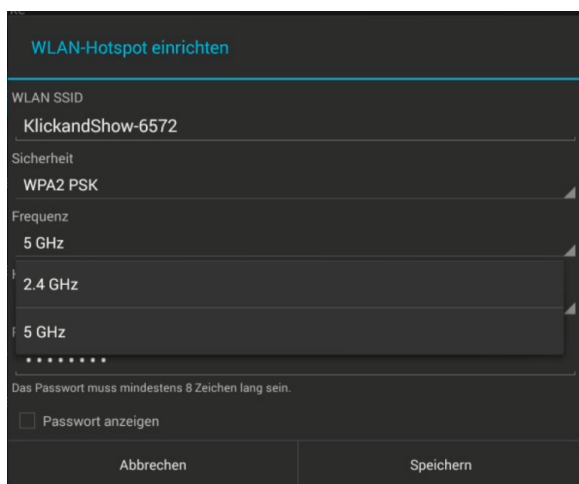 WLAN-Hotspot einrichten
WLAN SSID
KlickandShow-6572
Sicherheit
WPA2 PSK
Frequenz
5 GHz
2.4 GHz
5 GHz
••••••••
Das Passwort muss mindestens 8 Zeichen lang sein.
Passwort anzeigen
Abbrechen
Speichern